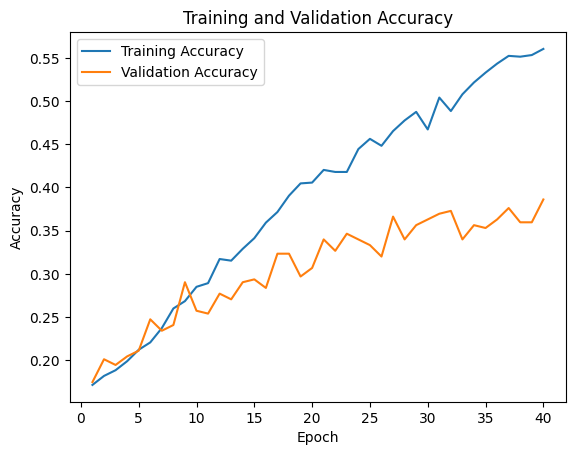 Training and Validation Accuracy
Training Accuracy
Validation Accuracy
0.55
0.50
0.45
0.40
0.35
0.30
0.25
0.20
Accuracy
0 5 10 15 20 25 30 35 40
Epoch